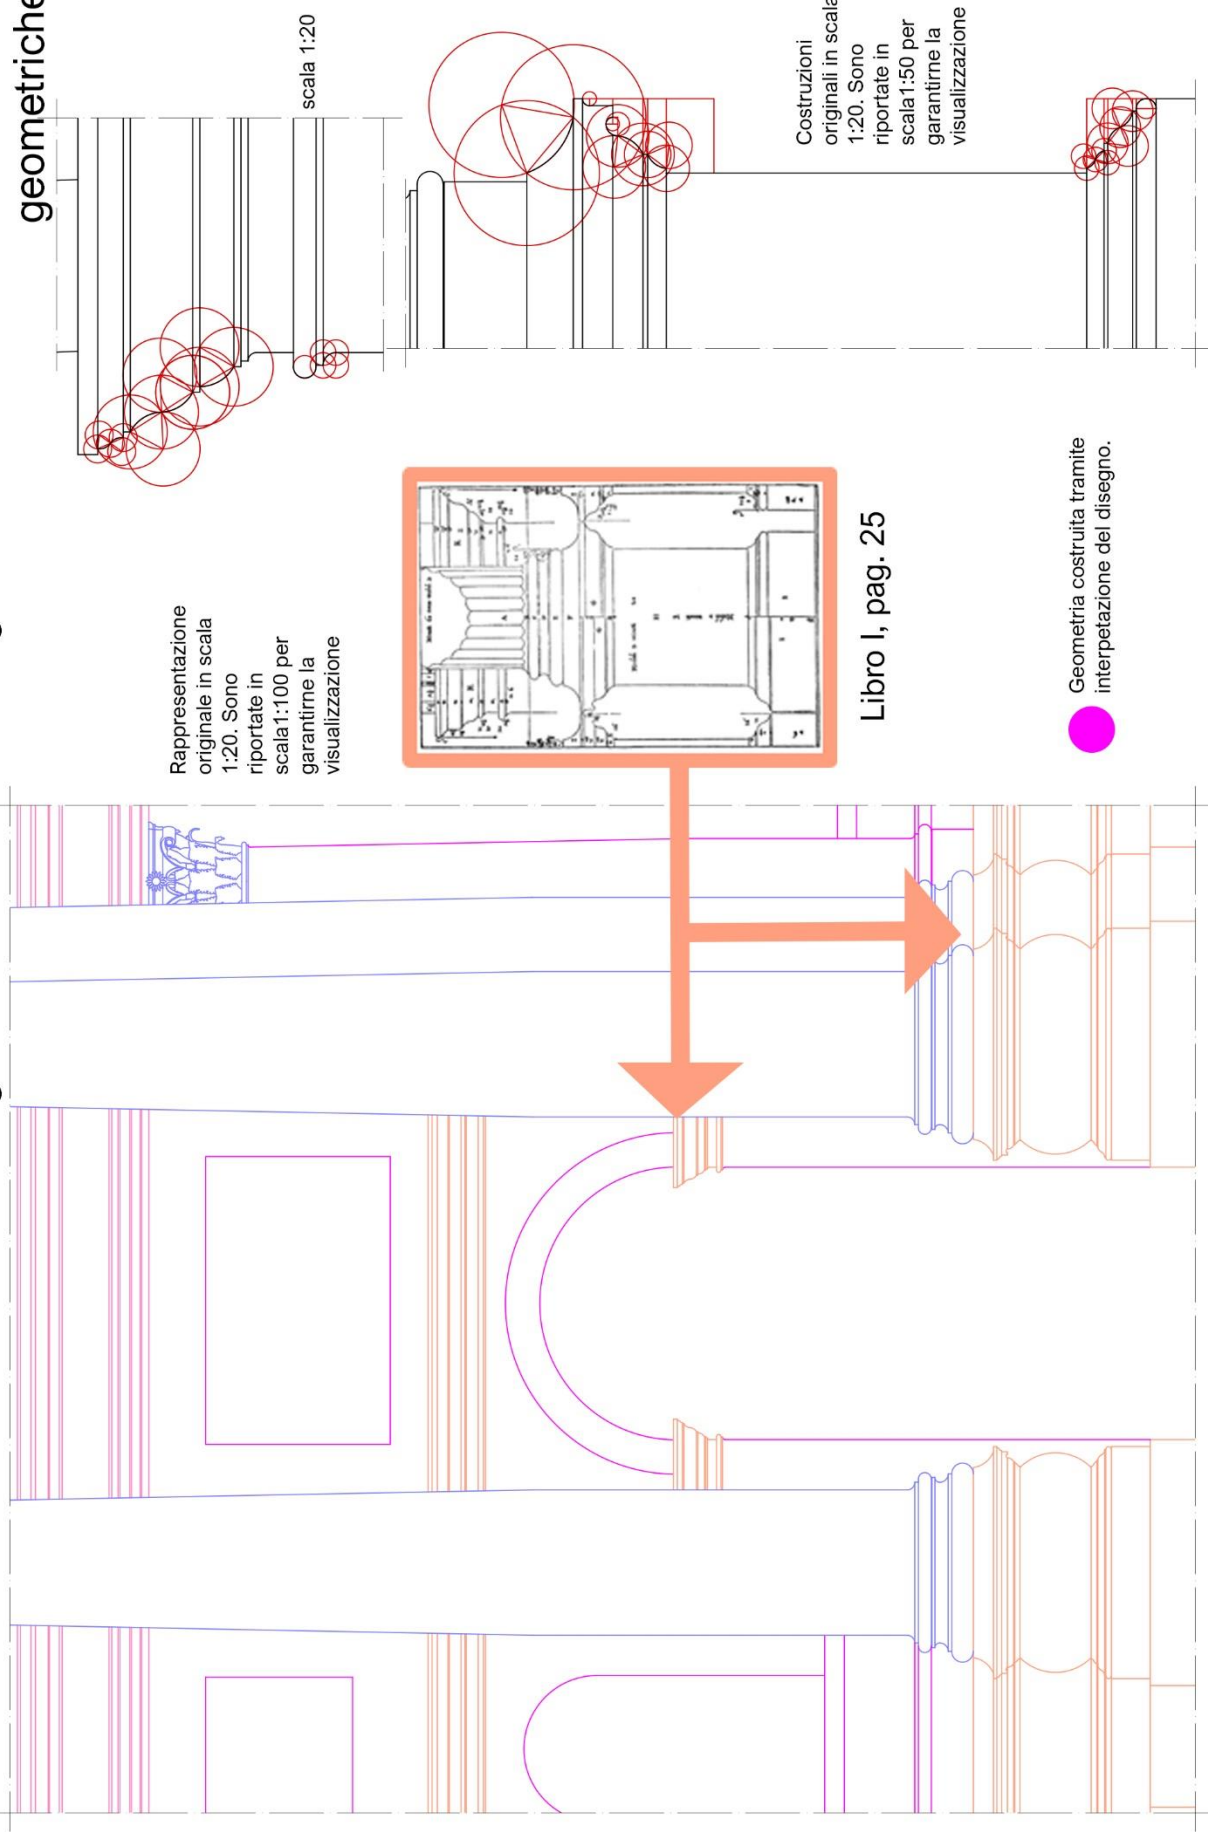 geometriche
scala 1:20
Costruzioni
originali in scala
1:20. Sono
riportate in
scala1:50 per
garantirne la
visualizzazione
Rappresentazione
originale in scala
1:20. Sono
riportate in
scala1:100 per
garantirne la
visualizzazione
Libro I, pag. 25
Geometria costruita tramite
interpetazione del disegno.